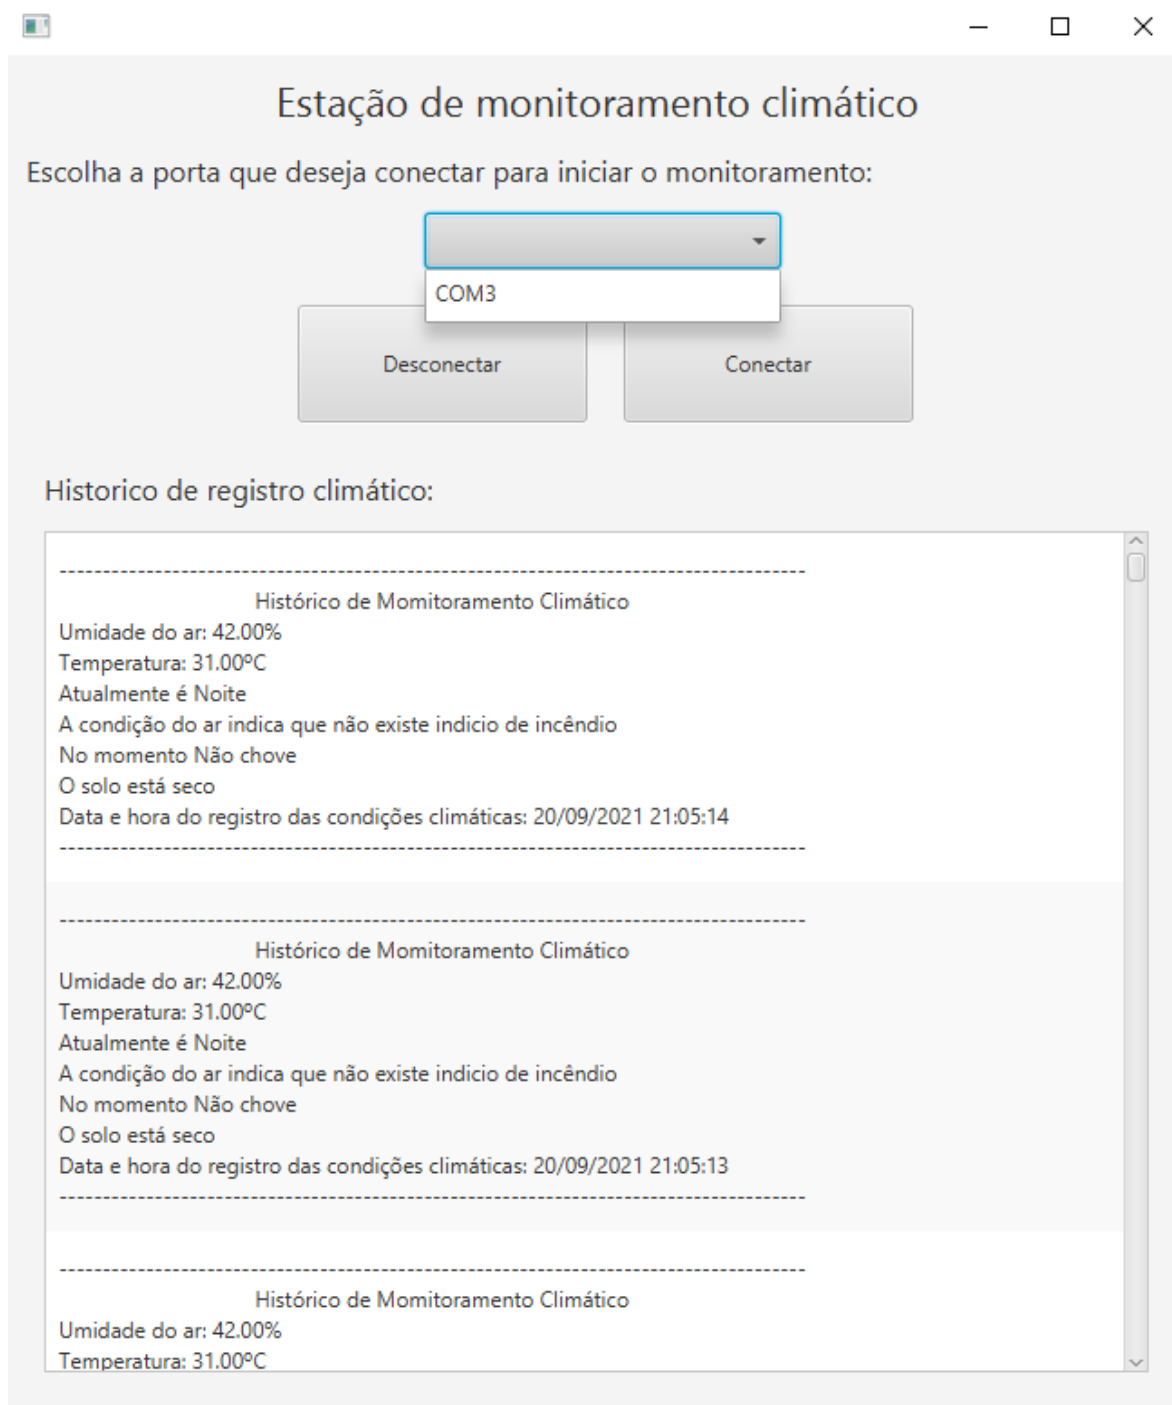 Estação de monitoramento climático
Escolha a porta que deseja conectar para iniciar o monitoramento:
COM3
Desconectar
Conectar
Historico de registro climático:
--------------------------------------------------------------------------------------
Histórico de Momitoramento Climático
Umidade do ar: 42.00%
Temperatura: 31.00ºC
Atualmente é Noite
A condição do ar indica que não existe indicio de incêndio
No momento Não chove
O solo está seco
Data e hora do registro das condições climáticas: 20/09/2021 21:05:14
--------------------------------------------------------------------------------------
--------------------------------------------------------------------------------------
Histórico de Momitoramento Climático
Umidade do ar: 42.00%
Temperatura: 31.00ºC
Atualmente é Noite
A condição do ar indica que não existe indicio de incêndio
No momento Não chove
O solo está seco
Data e hora do registro das condições climáticas: 20/09/2021 21:05:13
--------------------------------------------------------------------------------------
--------------------------------------------------------------------------------------
Histórico de Momitoramento Climático
Umidade do ar: 42.00%
Temperatura: 31.00ºC